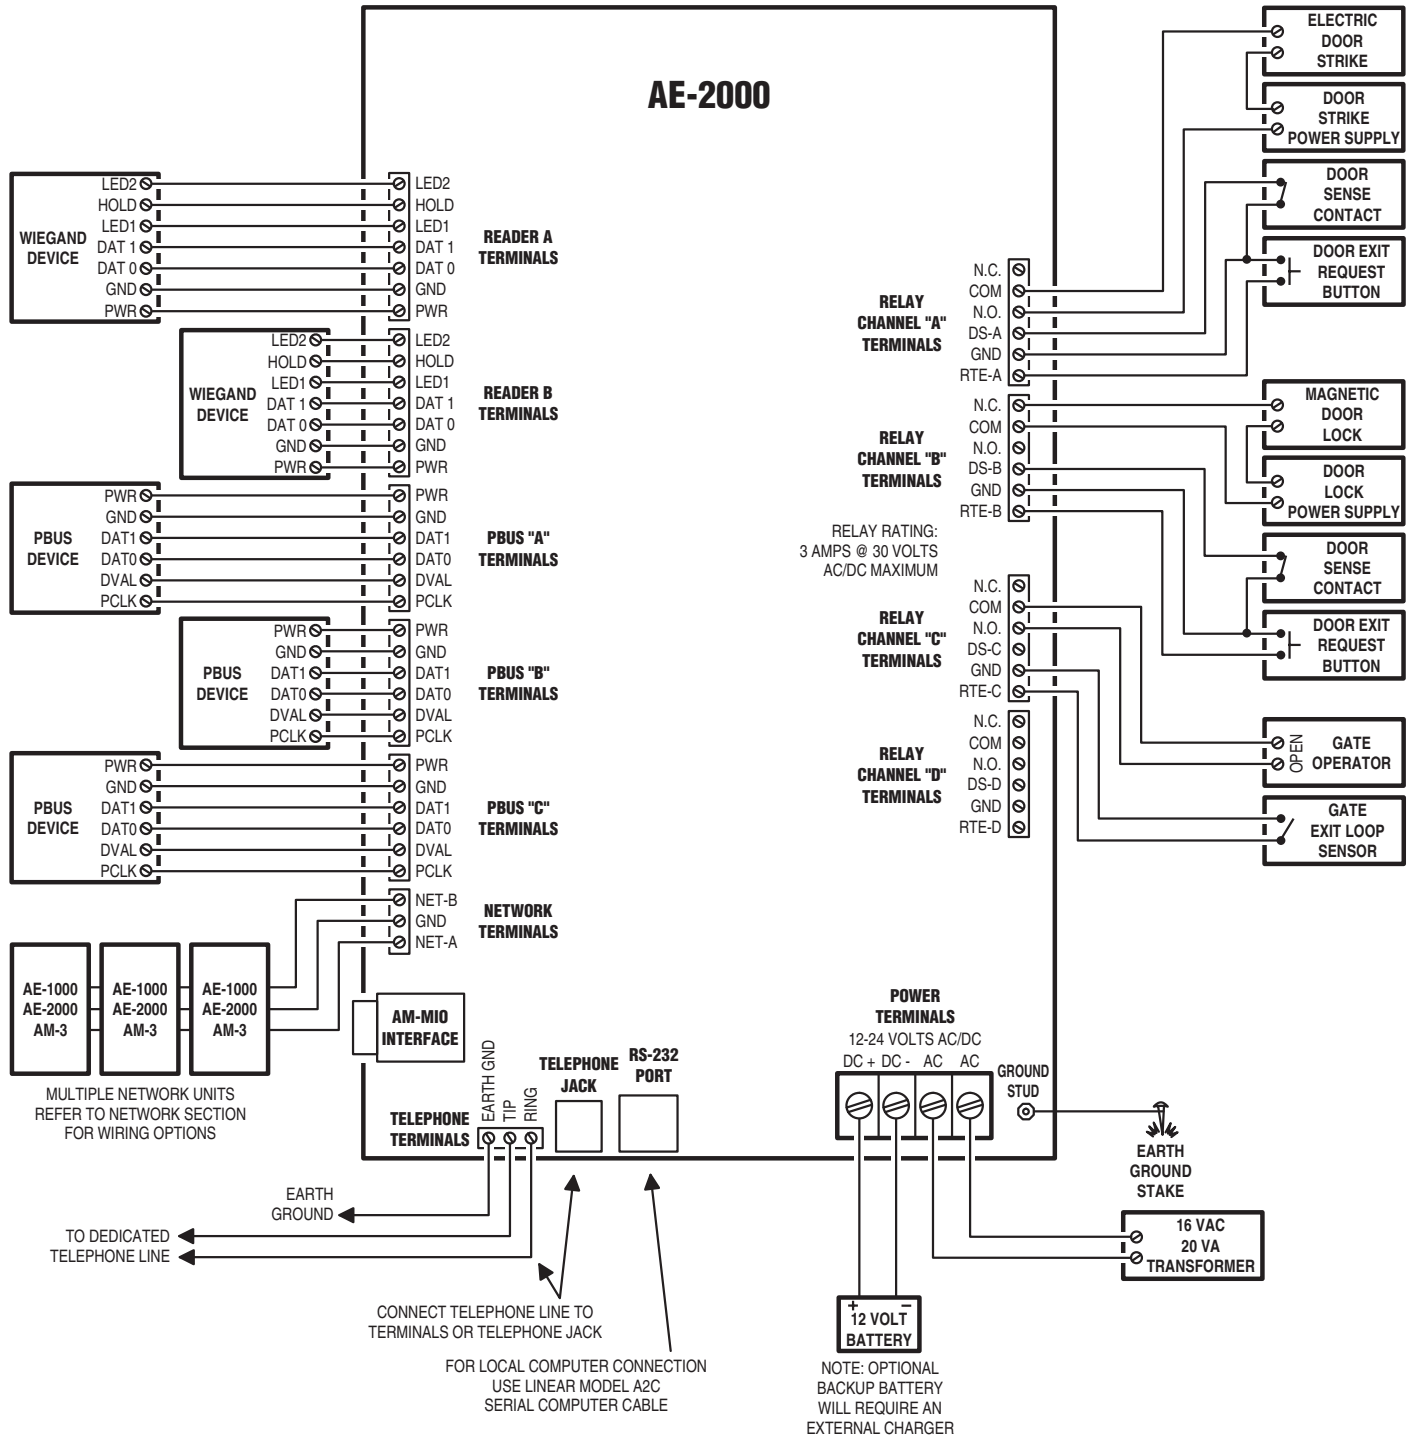 AE-2000
WIEGAND
DEVICE
LED2
HOLD
LED1
DAT 1
DAT 0
GND
PWR
LED2
HOLD
LED1
DAT 1
DAT 0
GND
PWR
READER A
TERMINALS
WIEGAND
DEVICE
LED2
HOLD
LED1
DAT 1
DAT 0
GND
PWR
LED2
HOLD
LED1
DAT 1
DAT 0
GND
PWR
READER B
TERMINALS
PBUS
DEVICE
PWR
GND
DAT1
DAT0
DVAL
PCLK
PWR
GND
DAT1
DAT0
DVAL
PCLK
PBUS "A"
TERMINALS
PBUS
DEVICE
PWR
GND
DAT1
DAT0
DVAL
PCLK
PWR
GND
DAT1
DAT0
DVAL
PCLK
PBUS "B"
TERMINALS
PBUS
DEVICE
PWR
GND
DAT1
DAT0
DVAL
PCLK
PWR
GND
DAT1
DAT0
DVAL
PCLK
PBUS "C"
TERMINALS
NET-B
GND
NET-A
NETWORK
TERMINALS
AE-1000
AE-2000
AM-3
AE-1000
AE-2000
AM-3
AE-1000
AE-2000
AM-3
MULTIPLE NETWORK UNITS
REFER TO NETWORK SECTION
FOR WIRING OPTIONS
AM-MIO
INTERFACE
TELEPHONE
TERMINALS
EARTH GND
TIP
RING
TELEPHONE
JACK
RS-232
PORT
EARTH
GROUND
TO DEDICATED
TELEPHONE LINE
CONNECT TELEPHONE LINE TO
TERMINALS OR TELEPHONE JACK
FOR LOCAL COMPUTER CONNECTION
USE LINEAR MODEL A2C
SERIAL COMPUTER CABLE
RELAY
CHANNEL "A"
TERMINALS
N.C.
COM
N.O.
DS-A
GND
RTE-A
RELAY
CHANNEL "B"
TERMINALS
N.C.
COM
N.O.
DS-B
GND
RTE-B
RELAY RATING:
3 AMPS @ 30 VOLTS
AC/DC MAXIMUM
RELAY
CHANNEL "C"
TERMINALS
N.C.
COM
N.O.
DS-C
GND
RTE-C
RELAY
CHANNEL "D"
TERMINALS
N.C.
COM
N.O.
DS-D
GND
RTE-D
ELECTRIC
DOOR
STRIKE
DOOR
STRIKE
POWER SUPPLY
DOOR
SENSE
CONTACT
DOOR EXIT
REQUEST
BUTTON
MAGNETIC
DOOR
LOCK
DOOR
LOCK
POWER SUPPLY
DOOR
SENSE
CONTACT
DOOR EXIT
REQUEST
BUTTON
OPEN
GATE
OPERATOR
GATE
EXIT LOOP
SENSOR
POWER
TERMINALS
12-24 VOLTS AC/DC
DC + DC - AC AC
GROUND
STUD
EARTH
GROUND
STAKE
16 VAC
20 VA
TRANSFORMER
+ −
12 VOLT
BATTERY
NOTE: OPTIONAL
BACKUP BATTERY
WILL REQUIRE AN
EXTERNAL CHARGER